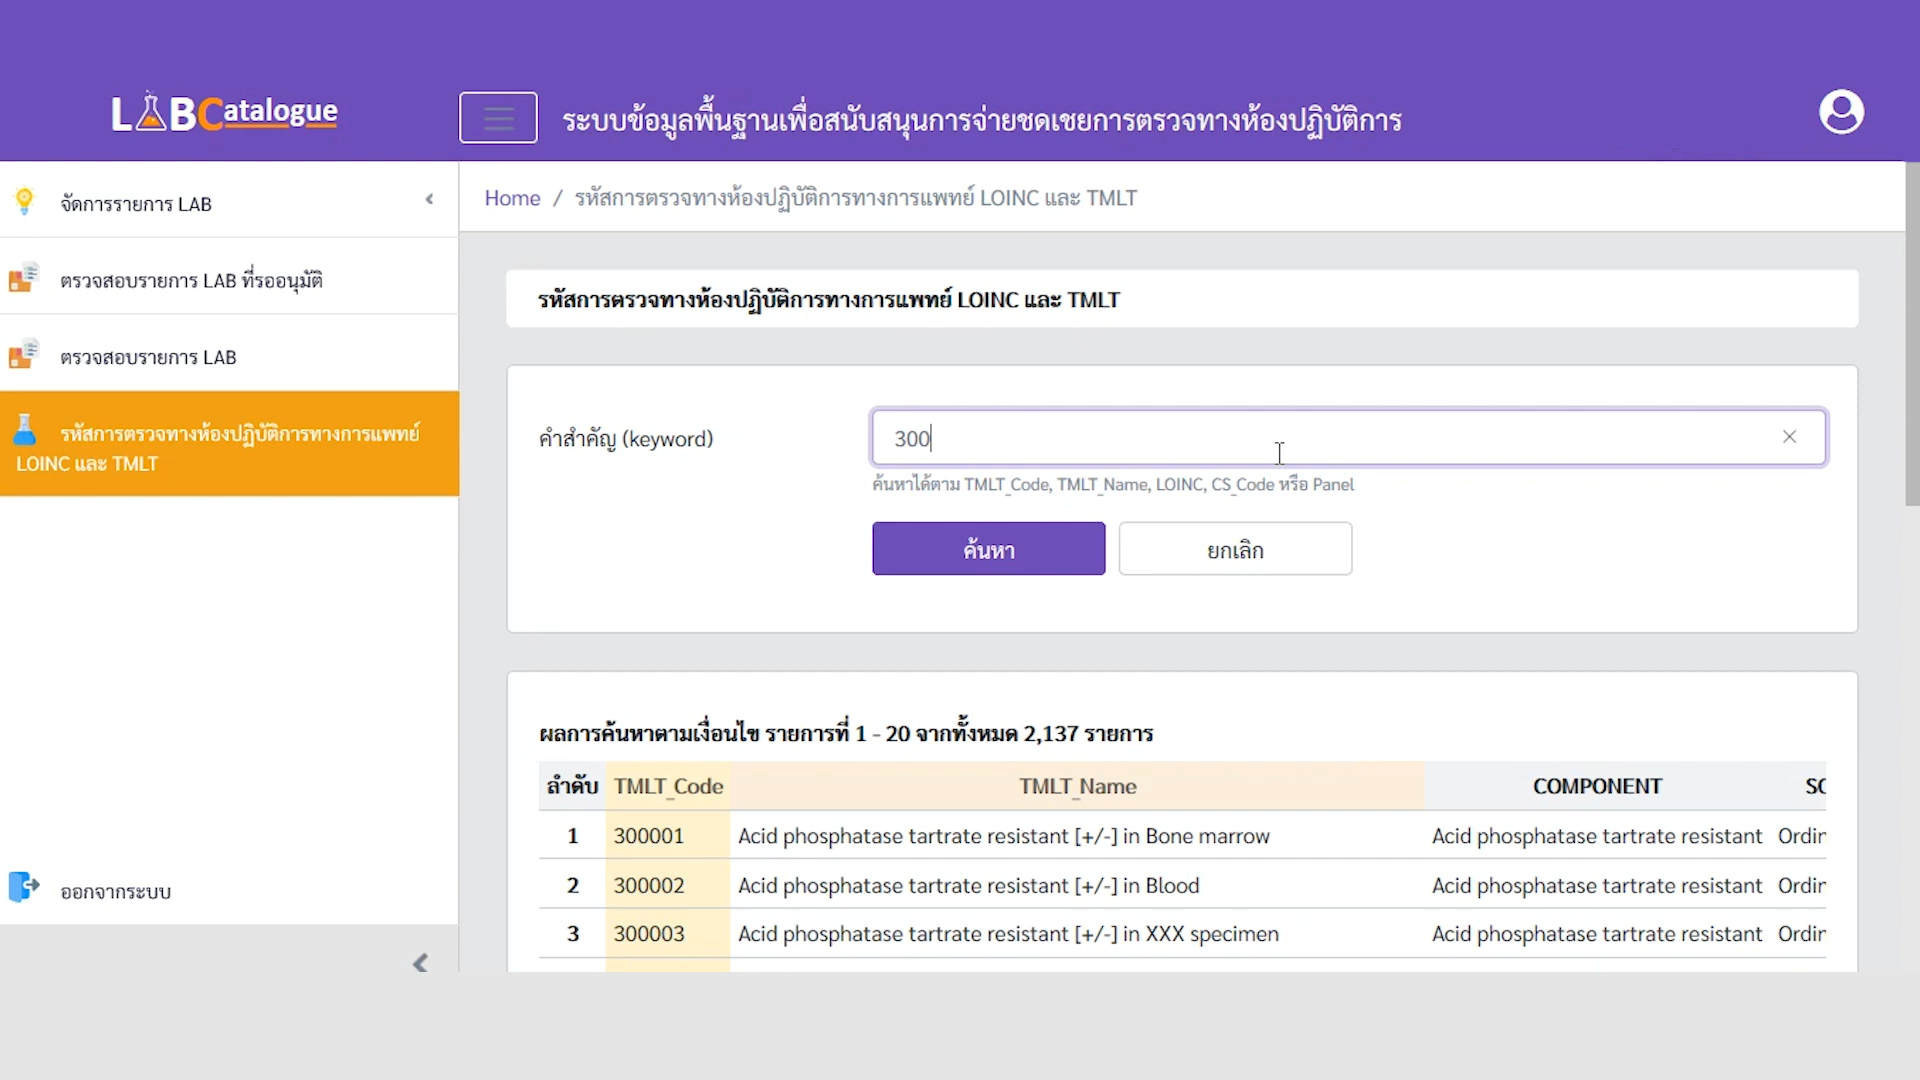 LABCatalogue
ระบบข้อมูลพื้นฐานเพื่อสนับสนุนการจ่ายชดเชยการตรวจทางห้องปฏิบัติการ
จัดการรายการ LAB
ตรวจสอบรายการ LAB ที่รออนุมัติ
ตรวจสอบรายการ LAB
รหัสการตรวจทางห้องปฏิบัติการทางการแพทย์
LOINC และ TMLT
ออกจากระบบ
Home / รหัสการตรวจทางห้องปฏิบัติการทางการแพทย์ LOINC และ TMLT
รหัสการตรวจทางห้องปฏิบัติการทางการแพทย์ LOINC และ TMLT
คำสำคัญ (keyword) 300
ค้นหาได้ตาม TMLT_Code, TMLT_Name, LOINC, CS_Code หรือ Panel
ค้นหา ยกเลิก
ผลการค้นหาตามเงื่อนไข รายการที่ 1 - 20 จากทั้งหมด 2,137 รายการ
ลำดับ TMLT_Code TMLT_Name COMPONENT SC
1 300001 Acid phosphatase tartrate resistant [+/-] in Bone marrow Acid phosphatase tartrate resistant Ordin
2 300002 Acid phosphatase tartrate resistant [+/-] in Blood Acid phosphatase tartrate resistant Ordin
3 300003 Acid phosphatase tartrate resistant [+/-] in XXX specimen Acid phosphatase tartrate resistant Ordin